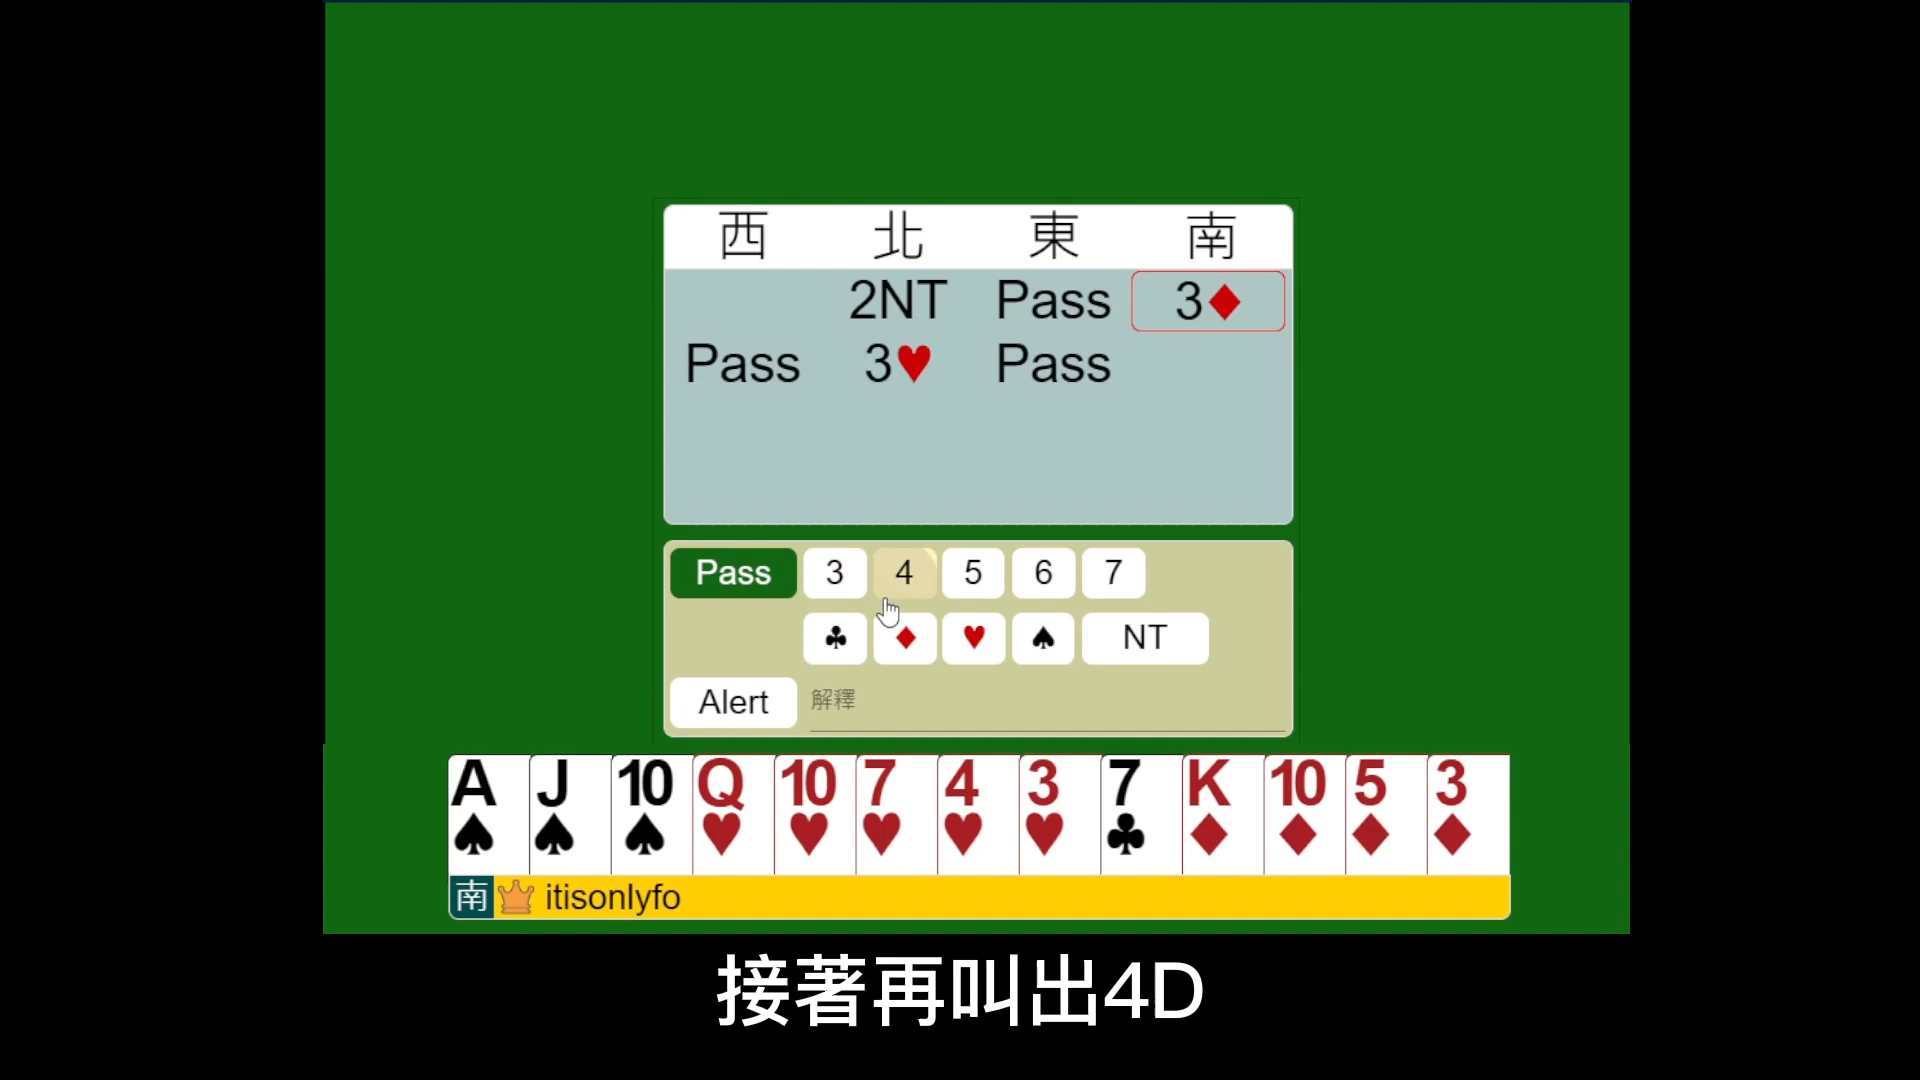 西 北 東 南
2NT Pass 3♦
Pass 3♥ Pass
Pass 3 4 5 6 7
♣ ♦ ♥ ♠ NT
Alert 解釋
A J 10 Q 10 7 4 3 7 K 10 5 3
♠ ♠ ♠ ♥ ♥ ♥ ♥ ♥ ♣ ♦ ♦ ♦ ♦
南 itisonlyfo
接著再叫出4D